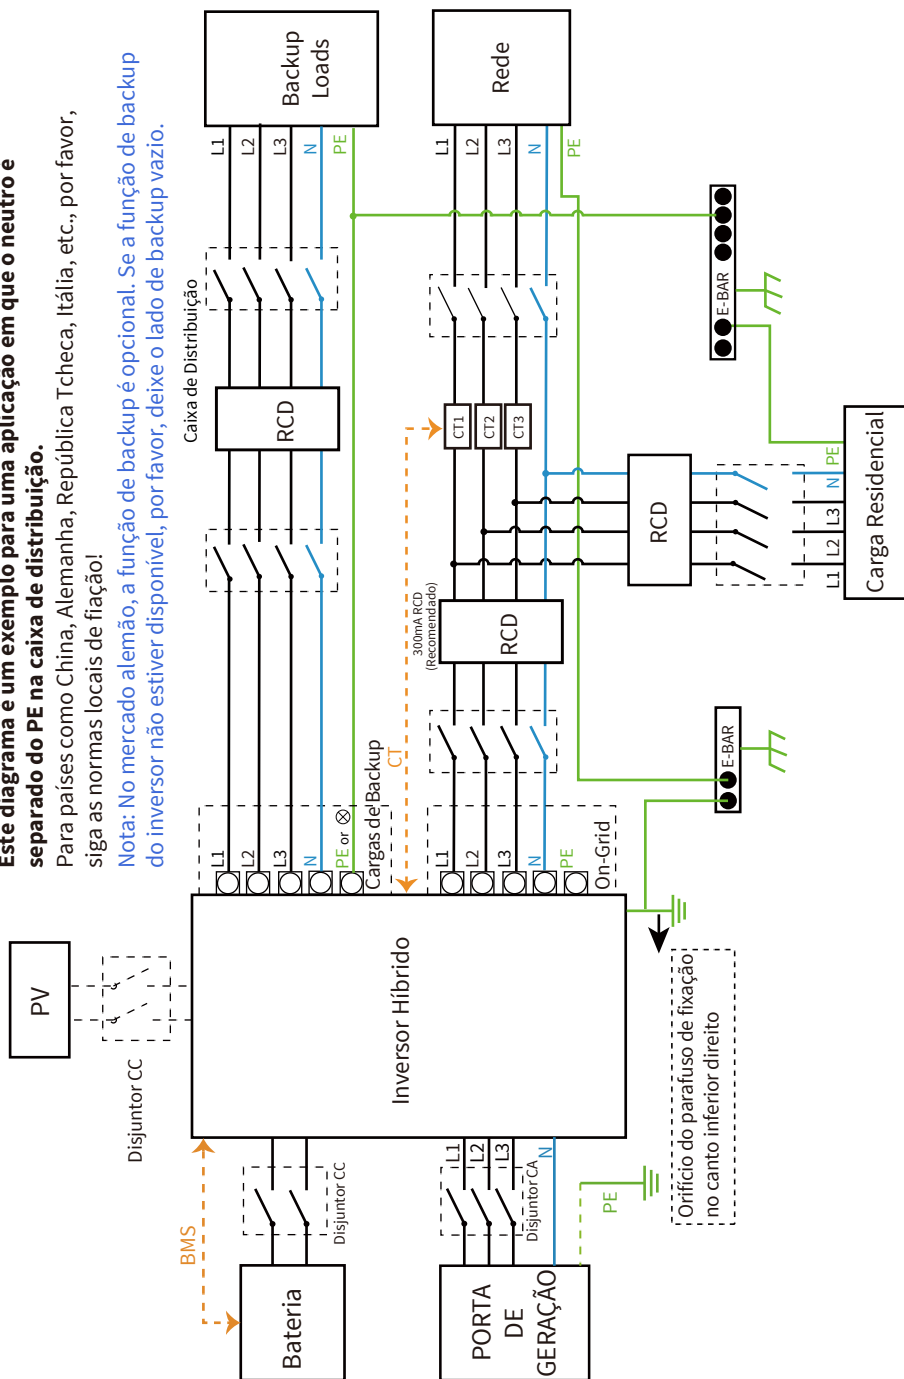 Este diagrama e um exemplo para uma aplicação em que o neutro e
separado do PE na caixa de distribuição.
Para países como China, Alemanha, República Tcheca, Itália, etc., por favor,
siga as normas locais de fiação!
Nota: No mercado alemão, a função de backup é opcional. Se a função de backup
do inversor não estiver disponível, por favor, deixe o lado de backup vazio.
PV
Disjuntor CC
Caixa de Distribuição
Backup
Loads
L1
L2
L3
N
PE
RCD
L1
L2
L3
N
PE or
Cargas de Backup
BMS
Bateria
Disjuntor CC
Inversor Híbrido
CT
Rede
L1
L2
L3
N
PE
CT1
CT2
CT3
300mA RCD
(Recomendado)
RCD
L1
L2
L3
N
PE
On-Grid
PORTA
DE
GERAÇÃO
L1
L2
L3
N
Disjuntor CA
PE
Orifício do parafuso de fixação
no canto inferior direito
E-BAR
E-BAR
RCD
L1
L2
L3
N
PE
Carga Residencial